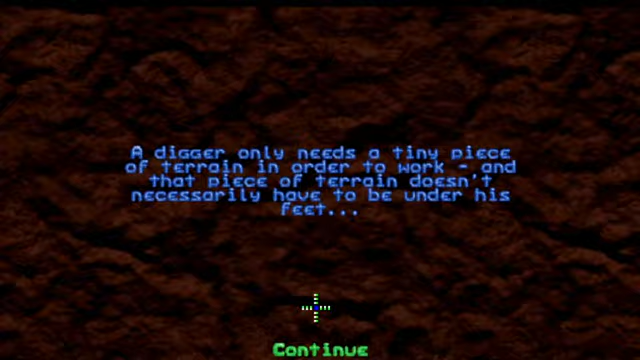 A digger only needs a tiny piece
of terrain in order to work - and
that piece of terrain doesn't
necessarily have to be under his
feet...
Continue